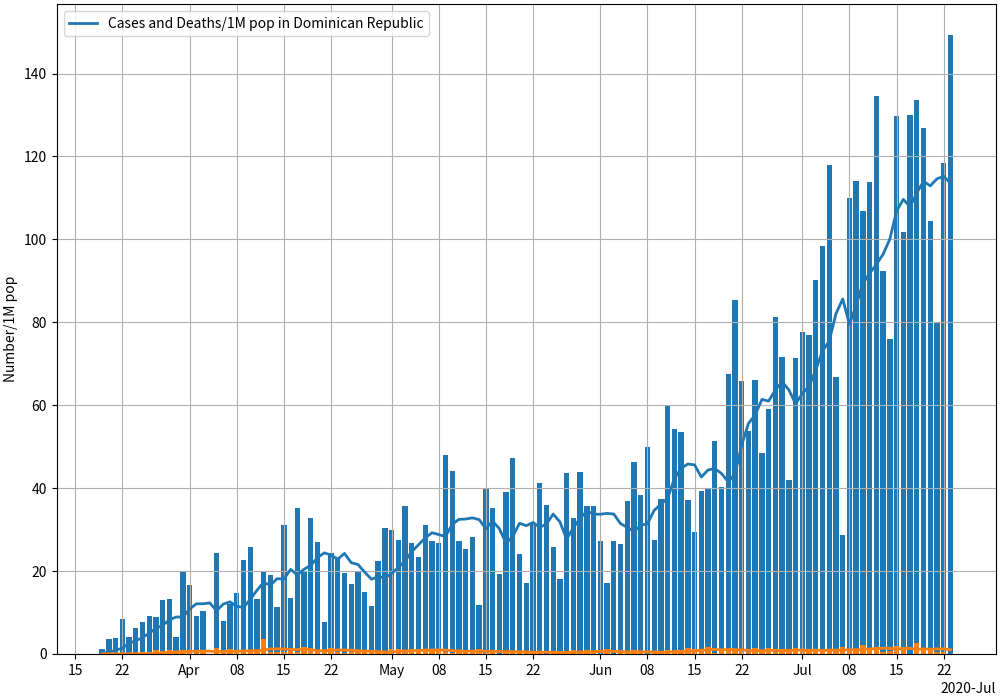 Cases and Deaths/1M pop in Dominican Republic
Number/1M pop
140
120
100
80
60
40
20
0
15 22 Apr 08 15 22 May 08 15 22 Jun 08 15 22 Jul 08 15 22
2020-Jul